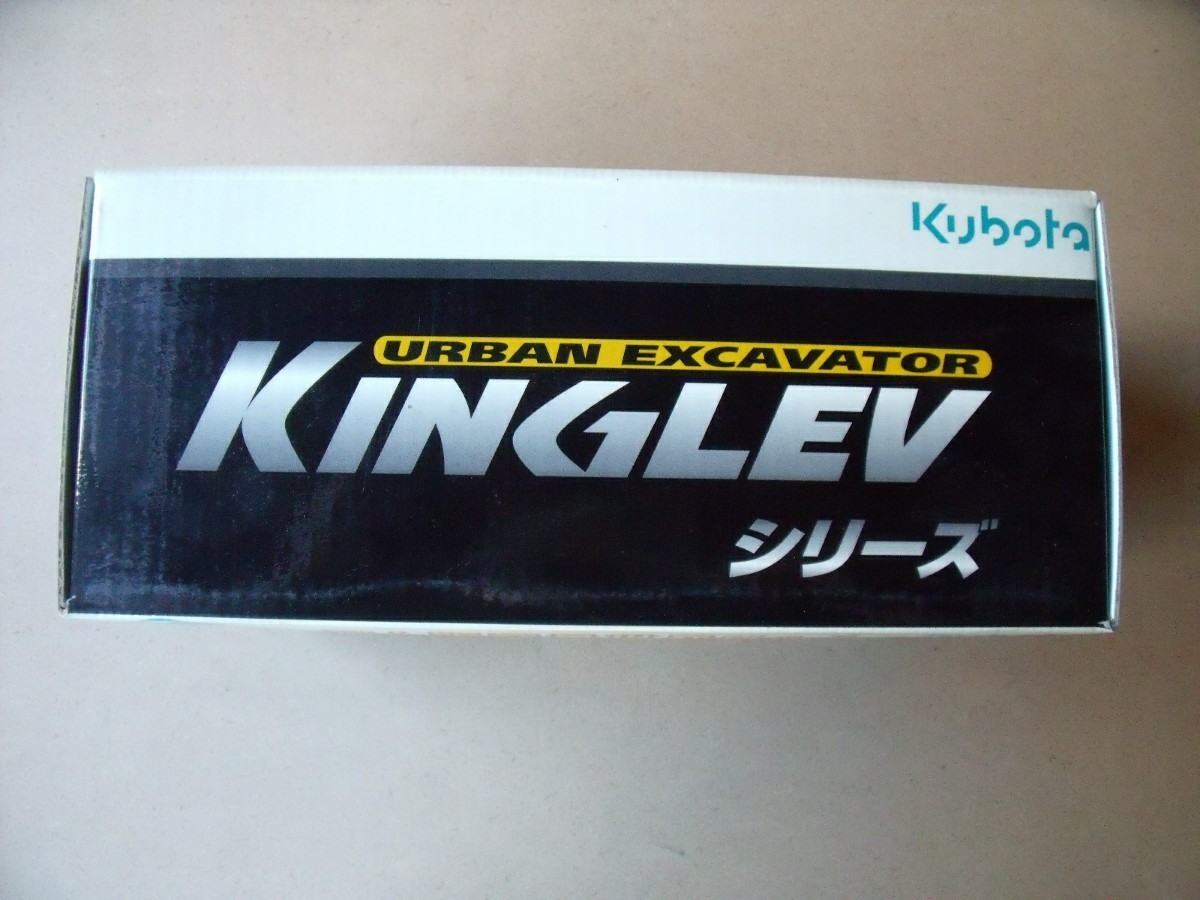 Kubota
URBAN EXCAVATOR
KINGLEV
シリーズ